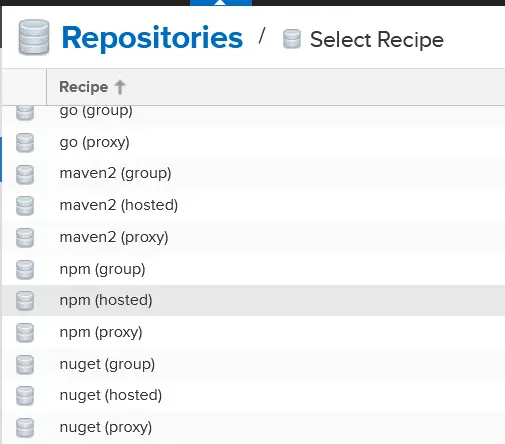 Repositories / Select Recipe
Recipe
go (group)
go (proxy)
maven2 (group)
maven2 (hosted)
maven2 (proxy)
npm (group)
npm (hosted)
npm (proxy)
nuget (group)
nuget (hosted)
nuget (proxy)